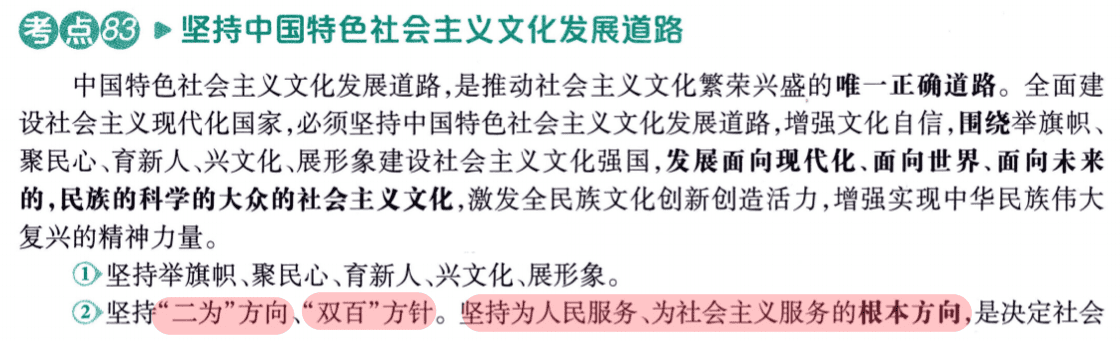 考点83 ▶ 坚持中国特色社会主义文化发展道路
中国特色社会主义文化发展道路,是推动社会主义文化繁荣兴盛的唯一正确道路。全面建
设社会主义现代化国家,必须坚持中国特色社会主义文化发展道路,增强文化自信,围绕举旗帜、
聚民心、育新人、兴文化、展形象建设社会主义文化强国,发展面向现代化、面向世界、面向未来
的,民族的科学的大众的社会主义文化,激发全民族文化创新创造活力,增强实现中华民族伟大
复兴的精神力量。
①坚持举旗帜、聚民心、育新人、兴文化、展形象。
②坚持“二为”方向、“双百”方针。坚持为人民服务、为社会主义服务的根本方向,是决定社会